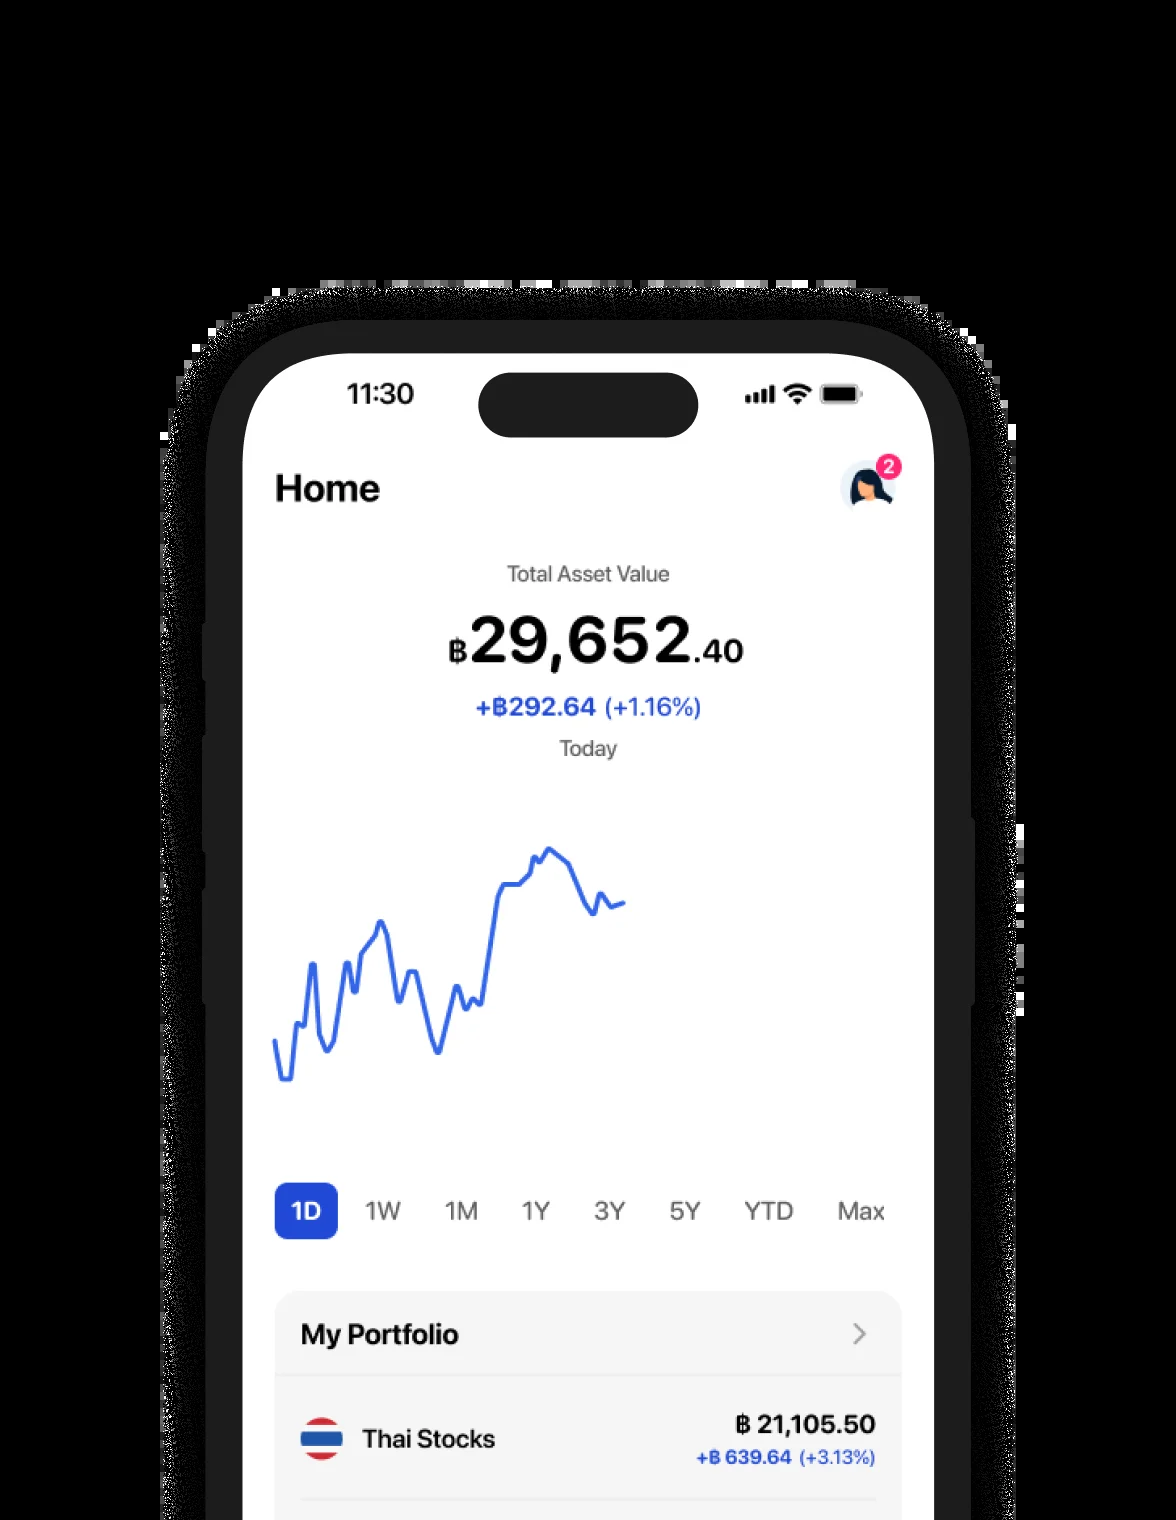 11:30
Home
2
Total Asset Value
฿29,652.40
+฿292.64 (+1.16%)
Today
1D 1W 1M 1Y 3Y 5Y YTD Max
My Portfolio
Thai Stocks
฿ 21,105.50
+฿ 639.64 (+3.13%)